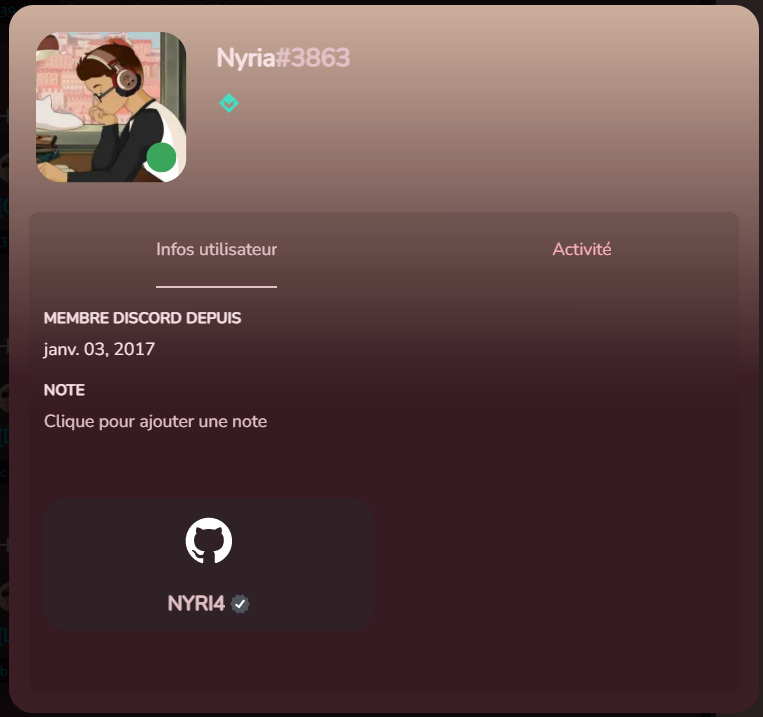 Nyria#3863
Infos utilisateur
Activité
MEMBRE DISCORD DEPUIS
janv. 03, 2017
NOTE
Clique pour ajouter une note
NYRI4